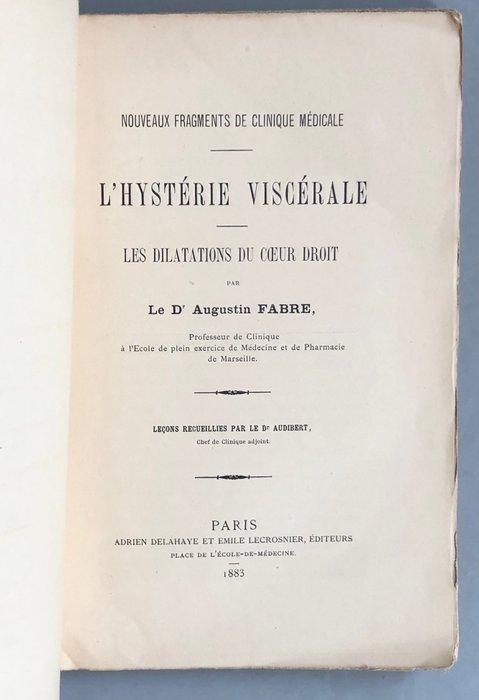 NOUVEAUX FRAGMENTS DE CLINIQUE MÉDICALE
L'HYSTÉRIE VISCÉRALE
LES DILATATIONS DU CŒUR DROIT
PAR
Le Dr Augustin FABRE,
Professeur de Clinique
à l'Ecole de plein exercice de Médecine et de Pharmacie
de Marseille.
LEÇONS RECUEILLIES PAR LE Dr AUDIBERT,
Chef de Clinique adjoint.
PARIS
ADRIEN DELAHAYE ET EMILE LECROSNIER, ÉDITEURS
PLACE DE L'ÉCOLE-DE-MÉDECINE.
1883